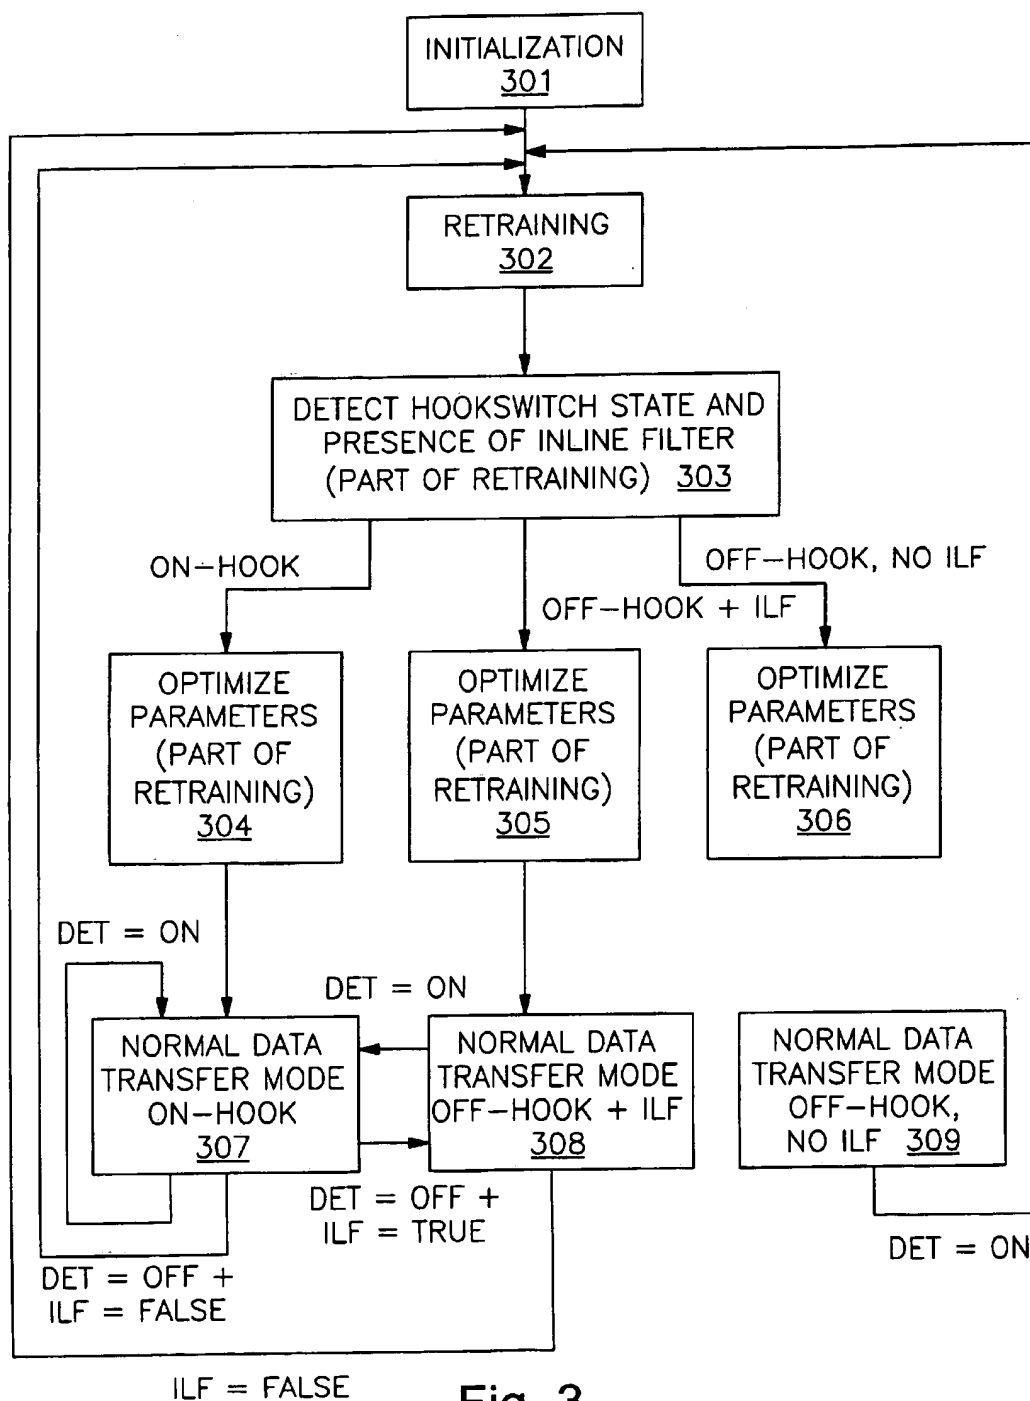 INITIALIZATION
301
RETRAINING
302
DETECT HOOKSWITCH STATE AND
PRESENCE OF INLINE FILTER
(PART OF RETRAINING) 303
ON-HOOK
OFF-HOOK + ILF
OFF-HOOK, NO ILF
OPTIMIZE
PARAMETERS
(PART OF
RETRAINING)
304
OPTIMIZE
PARAMETERS
(PART OF
RETRAINING)
305
OPTIMIZE
PARAMETERS
(PART OF
RETRAINING)
306
DET = ON
DET = ON
NORMAL DATA
TRANSFER MODE
ON-HOOK
307
NORMAL DATA
TRANSFER MODE
OFF-HOOK + ILF
308
NORMAL DATA
TRANSFER MODE
OFF-HOOK,
NO ILF 309
DET = OFF +
ILF = TRUE
DET = ON
DET = OFF +
ILF = FALSE
ILF = FALSE
Fig. 3